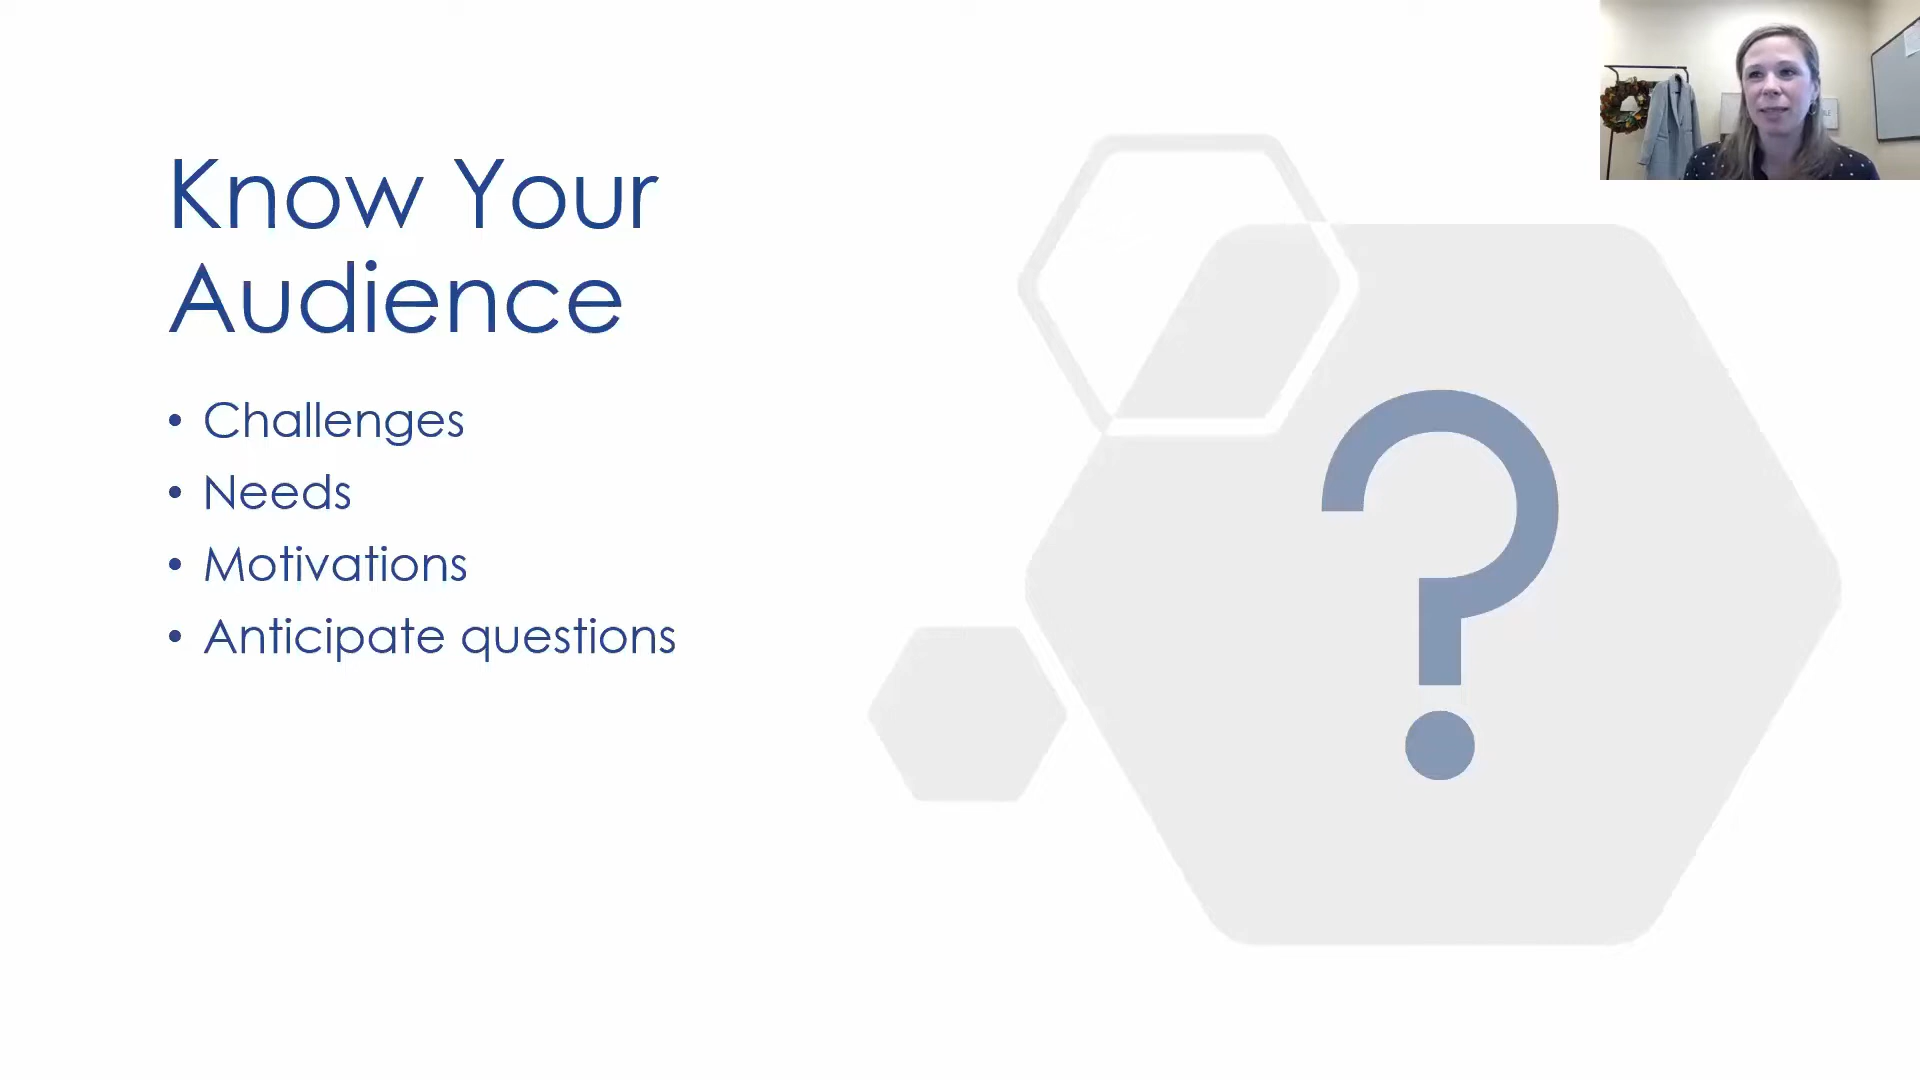 Know Your
Audience
• Challenges
• Needs
• Motivations
• Anticipate questions